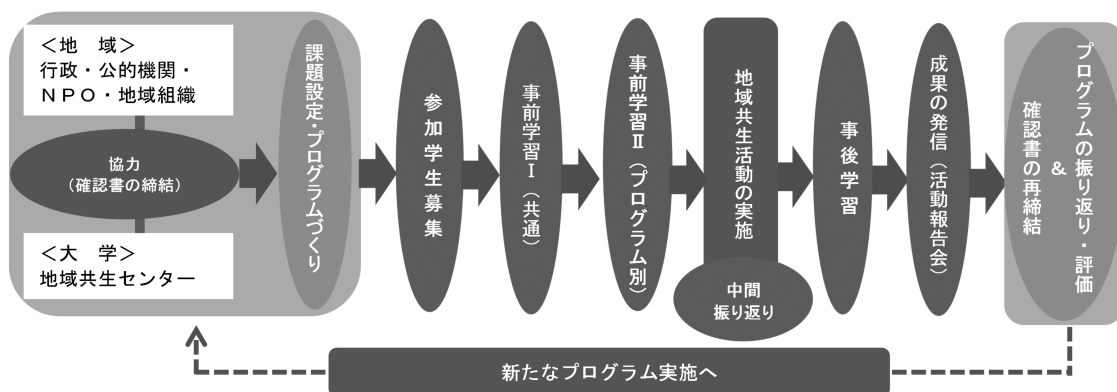 ＜地　域＞
行政・公的機関・
ＮＰＯ・地域組織
協力
（確認書の締結）
＜大　学＞
地域共生センター
課題設定・プログラムづくり
参加学生募集
事前学習Ⅰ（共通）
事前学習Ⅱ（プログラム別）
地域共生活動の実施
中間
振り返り
事後学習
成果の発信（活動報告会）
プログラムの振り返り・評価
＆
確認書の再締結
新たなプログラム実施へ